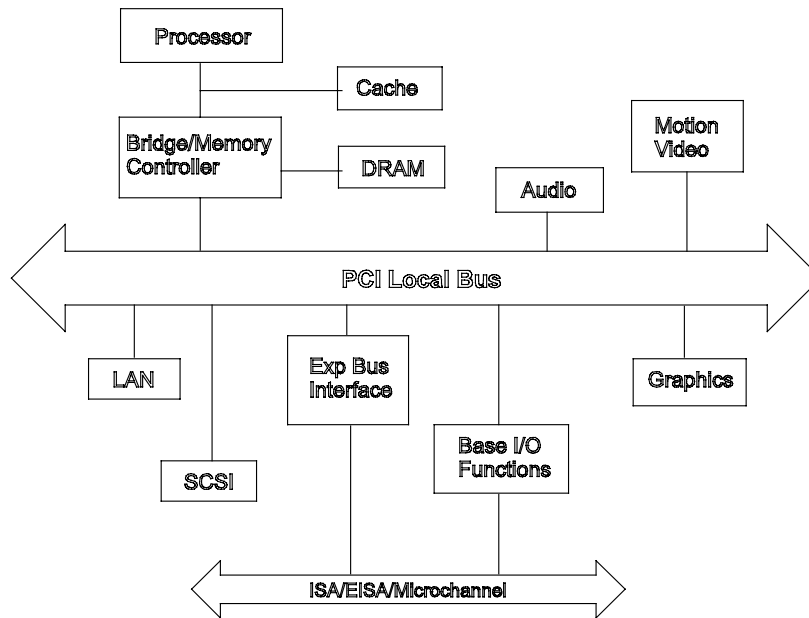 Processor
Cache
Bridge/Memory
Controller
DRAM
Audio
Motion
Video
PCI Local Bus
LAN
SCSI
Exp Bus
Interface
Base I/O
Functions
Graphics
ISA/EISA/Microchannel